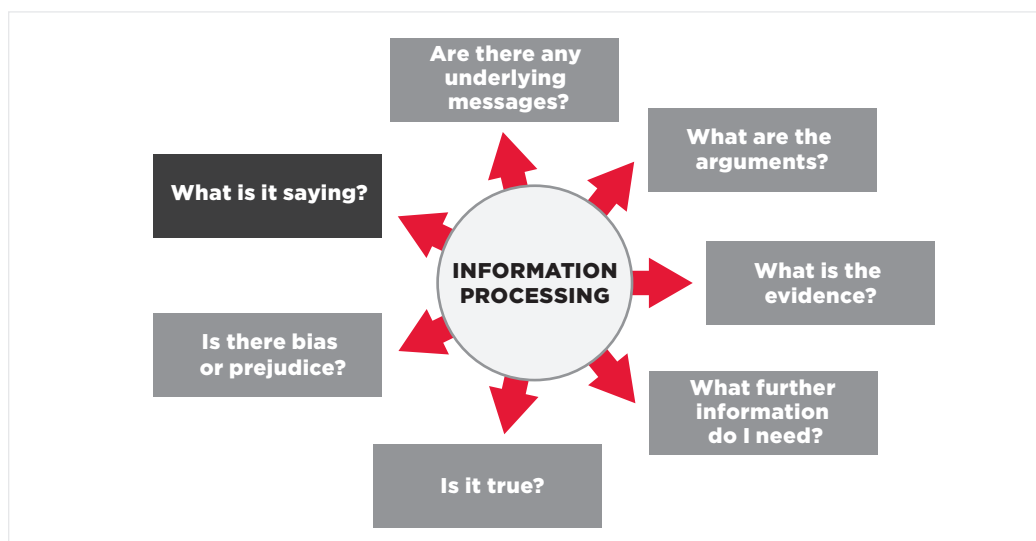 Are there any
underlying
messages?
What are the
arguments?
What is it saying?
INFORMATION
PROCESSING
What is the
evidence?
Is there bias
or prejudice?
What further
information
do I need?
Is it true?